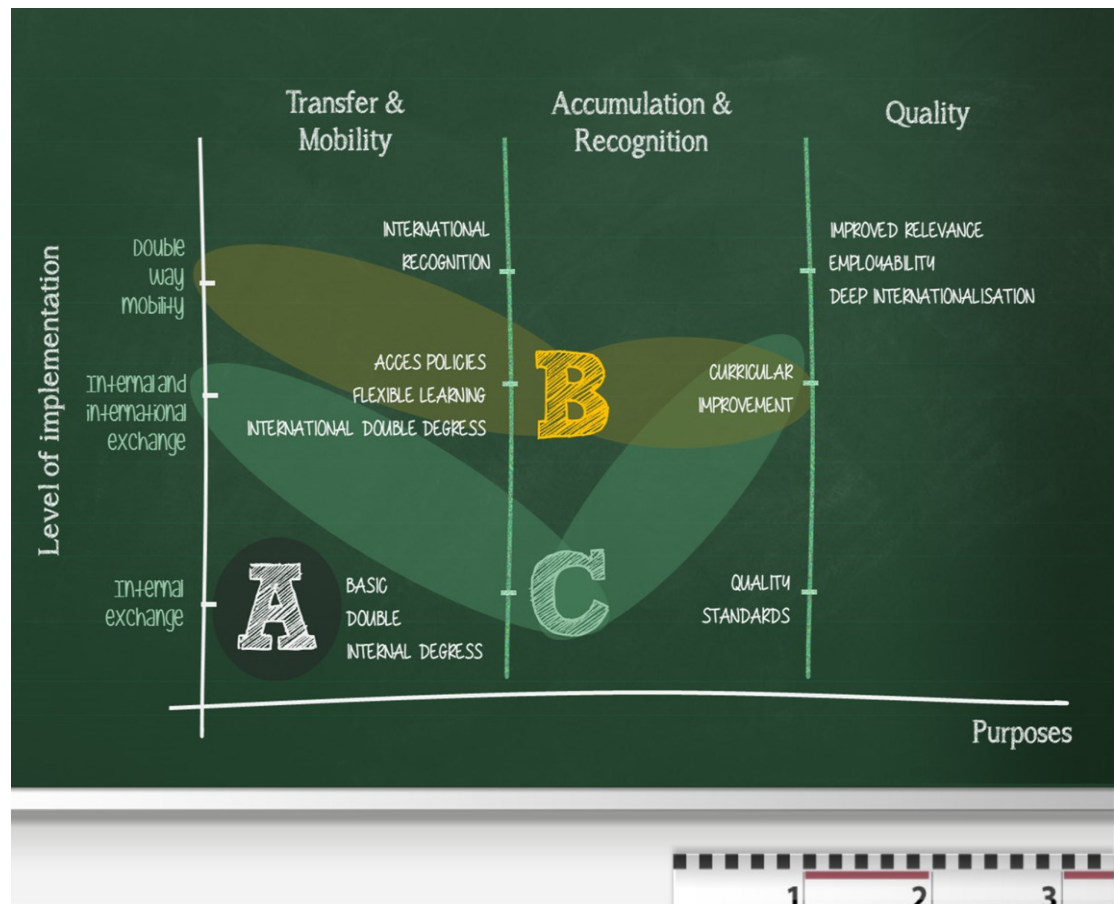 Transfer &
Mobility
Accumulation &
Recognition
Quality
Level of implementation
Double
way
mobility
INTERNATIONAL
RECOGNITION
IMPROVED RELEVANCE
EMPLOYABILITY
DEEP INTERNATIONALISATION
Internal and
international
exchange
ACCES POLICIES
FLEXIBLE LEARNING
INTERNATIONAL DOUBLE DEGRESS
B
CURRICULAR
IMPROVEMENT
Internal
exchange
A
BASIC
DOUBLE
INTERNAL DEGRESS
C
QUALITY
STANDARDS
Purposes
1 2 3